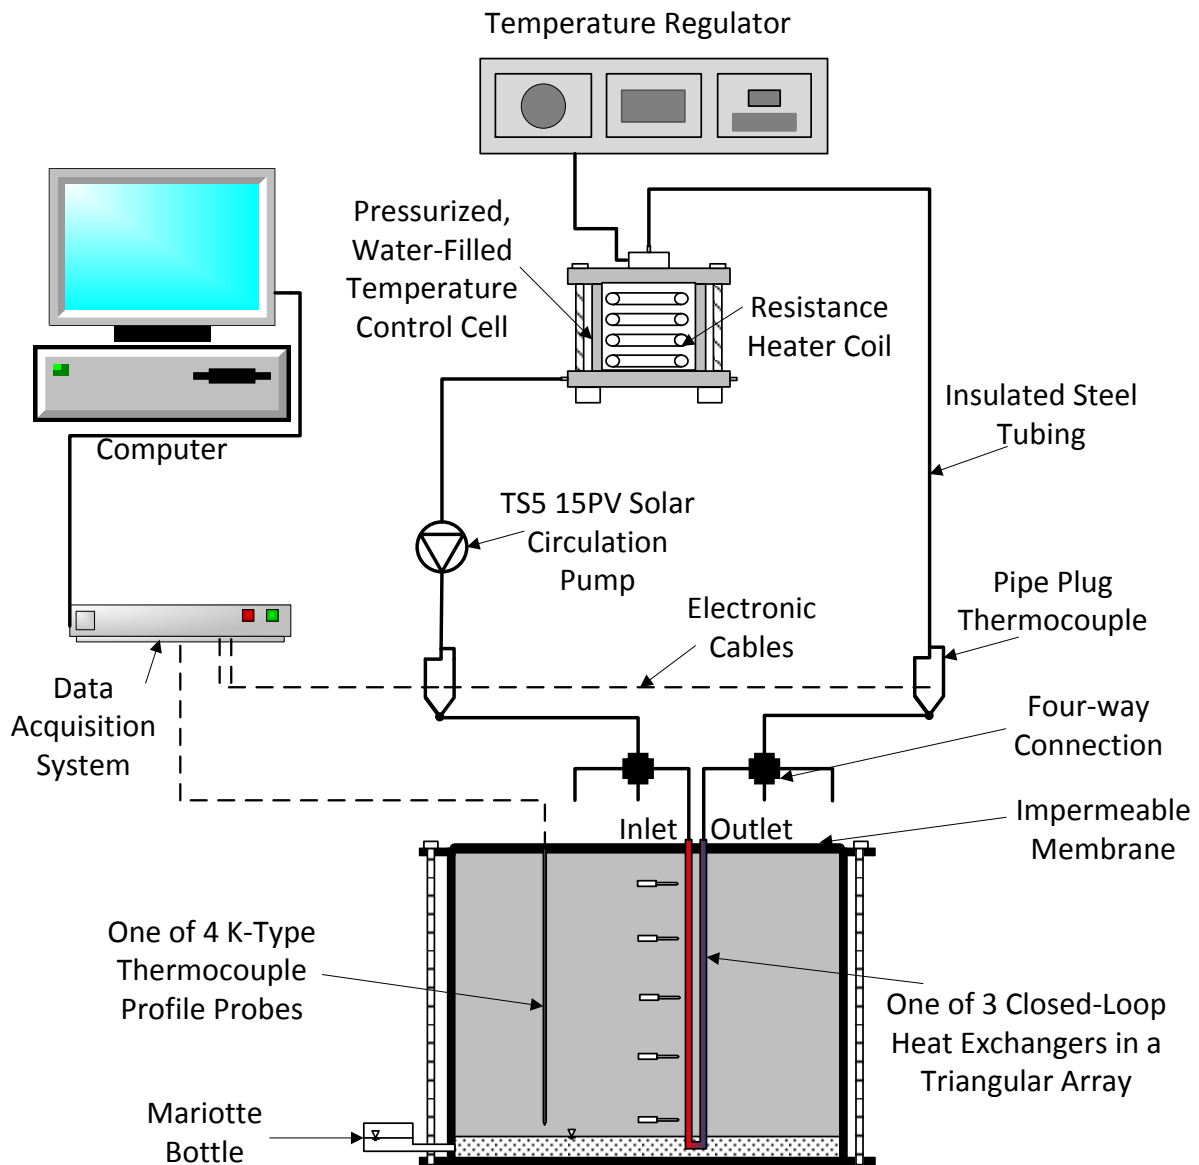 Temperature Regulator
Pressurized,
Water-Filled
Temperature
Control Cell
Resistance
Heater Coil
Insulated Steel
Tubing
Computer
TS5 15PV Solar
Circulation
Pump
Electronic
Cables
Pipe Plug
Thermocouple
Data
Acquisition
System
Four-way
Connection
Inlet
Outlet
Impermeable
Membrane
One of 4 K-Type
Thermocouple
Profile Probes
One of 3 Closed-Loop
Heat Exchangers in a
Triangular Array
Mariotte
Bottle